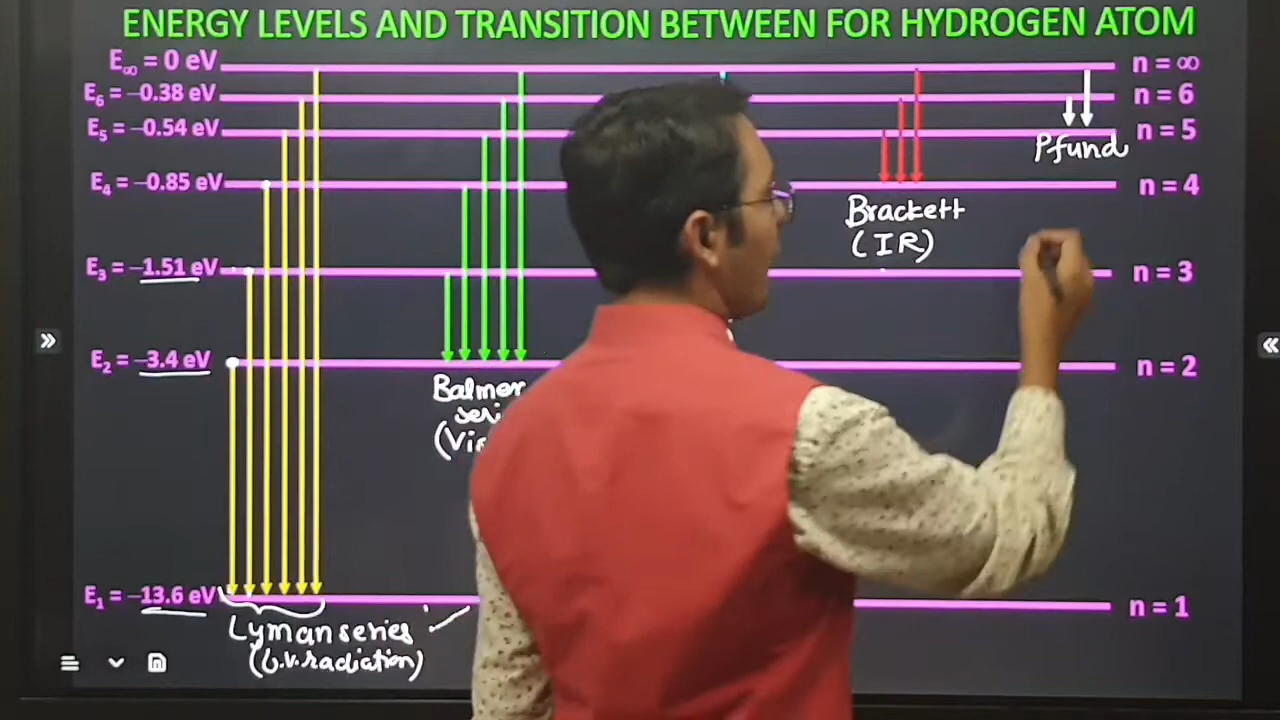 ENERGY LEVELS AND TRANSITION BETWEEN FOR HYDROGEN ATOM
E∞ = 0 eV
n = ∞
E₆ = −0.38 eV
n = 6
E₅ = −0.54 eV
n = 5
Pfund
E₄ = −0.85 eV
n = 4
Brackett
(IR)
E₃ = −1.51 eV
n = 3
E₂ = −3.4 eV
n = 2
Balmer
E₁ = −13.6 eV
n = 1
Lyman series
(U.V. radiation)